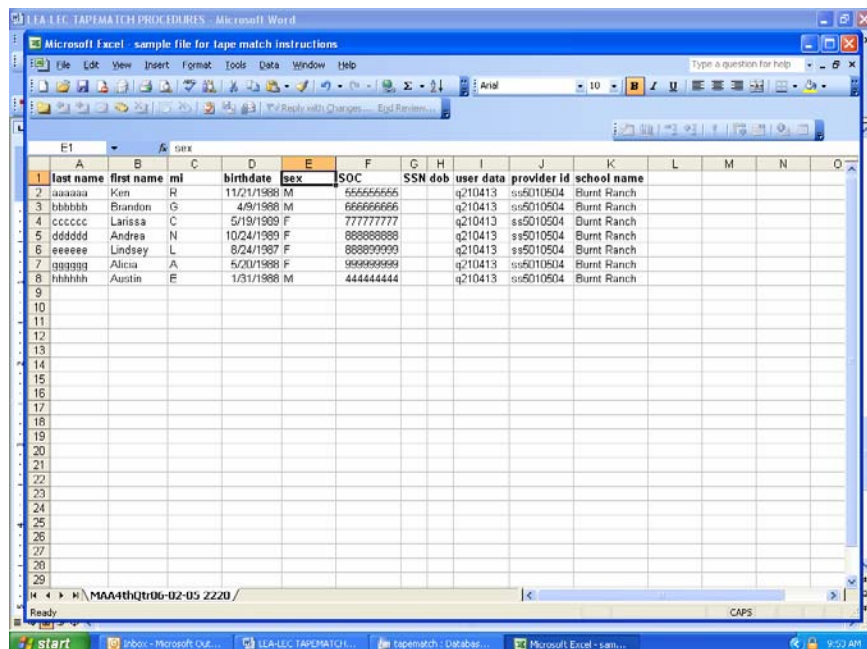 LEA-LEC TAPEMATCH PROCEDURES - Microsoft Word
Microsoft Excel - sample file for tape match instructions
File Edit View Insert Format Tools Data Window Help Type a question for help
Arial 10 B I U
Reply with Changes... End Review...
E1 fx sex
A B C D E F G H I J K L M N O
1 last name first name mi birthdate sex SOC SSN dob user data provider id school name
2 aaaaaa Ken R 11/21/1988 M 555555555 q210413 ss5010504 Burnt Ranch
3 bbbbbb Brandon G 4/9/1988 M 666666666 q210413 ss5010504 Burnt Ranch
4 cccccc Larissa C 5/19/1989 F 777777777 q210413 ss5010504 Burnt Ranch
5 dddddd Andrea N 10/24/1989 F 888888888 q210413 ss5010504 Burnt Ranch
6 eeeeee Lindsey L 8/24/1987 F 888899999 q210413 ss5010504 Burnt Ranch
7 gggggg Alicia A 5/20/1988 F 999999999 q210413 ss5010504 Burnt Ranch
8 hhhhhh Austin E 1/31/1988 M 444444444 q210413 ss5010504 Burnt Ranch
9
10
11
12
13
14
15
16
17
18
19
20
21
22
23
24
25
26
27
28
29
MAA4thQtr06-02-05 2220
Ready CAPS
start Inbox - Microsoft Out... LEA-LEC TAPEMATCH... tapematch : Databas... Microsoft Excel - sam... 9:53 AM